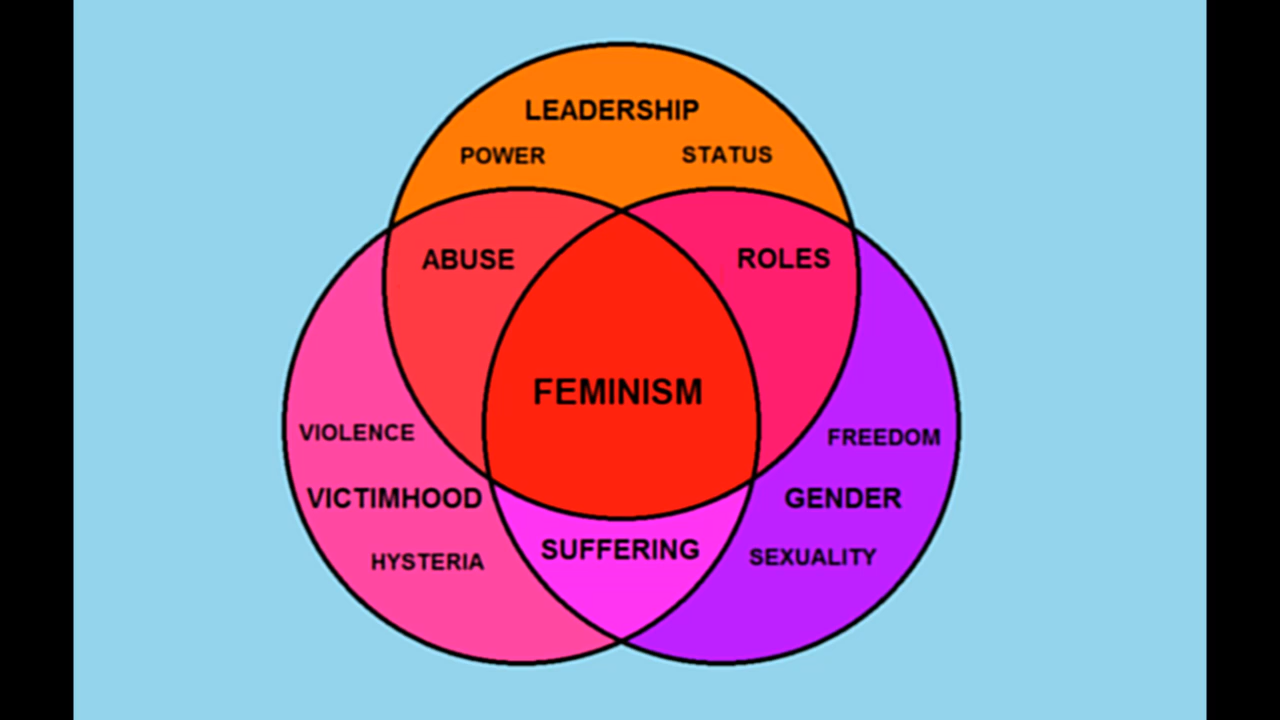 LEADERSHIP
POWER
STATUS
ABUSE
ROLES
FEMINISM
VIOLENCE
FREEDOM
VICTIMHOOD
GENDER
SUFFERING
HYSTERIA
SEXUALITY